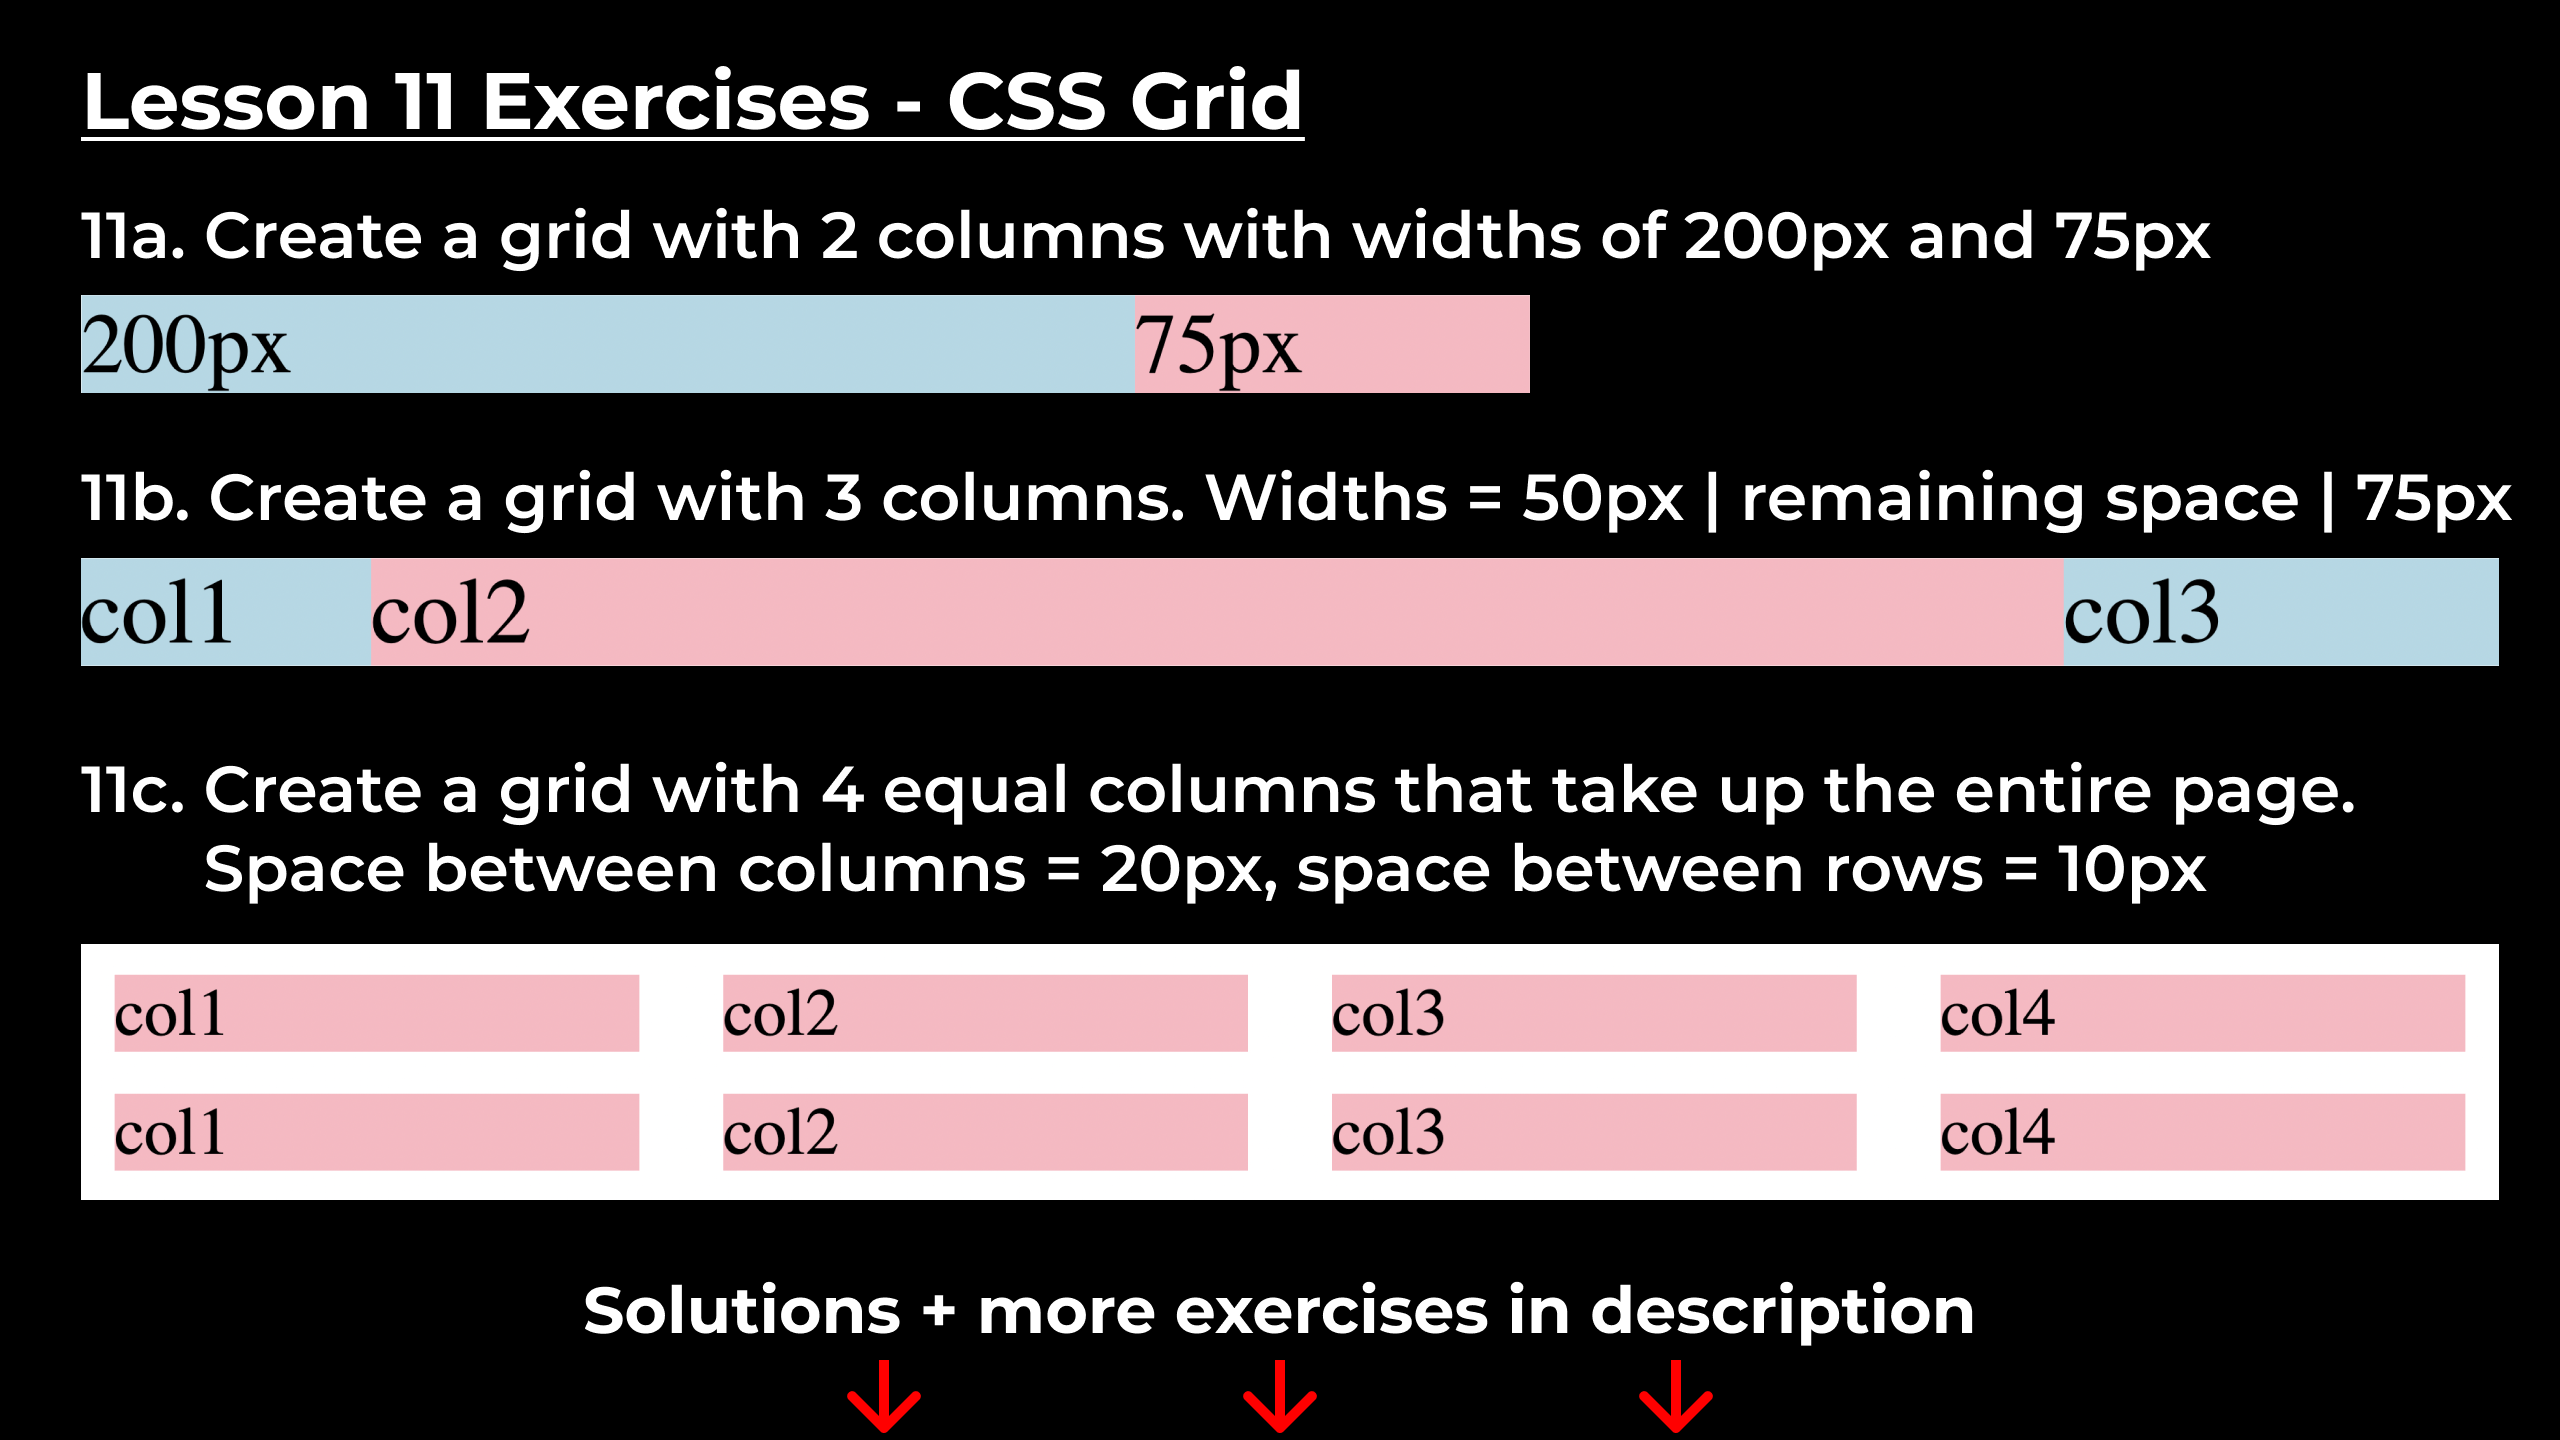 Lesson 11 Exercises - CSS Grid
11a. Create a grid with 2 columns with widths of 200px and 75px
200px 75px
11b. Create a grid with 3 columns. Widths = 50px | remaining space | 75px
col1 col2 col3
11c. Create a grid with 4 equal columns that take up the entire page.
Space between columns = 20px, space between rows = 10px
col1 col2 col3 col4
col1 col2 col3 col4
Solutions + more exercises in description